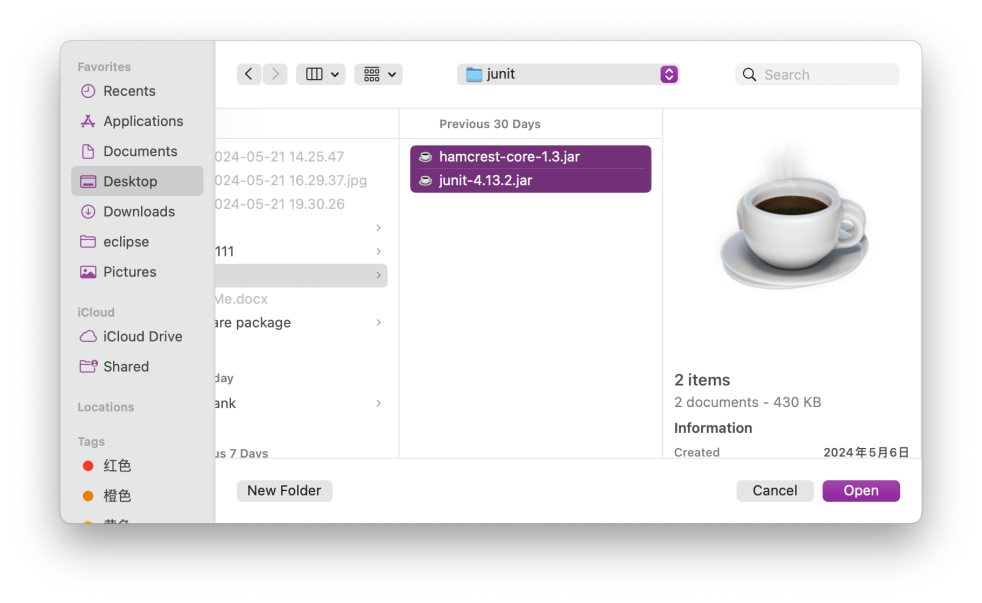 Favorites
Recents
Applications
Documents
Desktop
Downloads
eclipse
Pictures
iCloud
iCloud Drive
Shared
Locations
Tags
红色
橙色
黄色
junit
Search
024-05-21 14.25.47
024-05-21 16.29.37.jpg
024-05-21 19.30.26
111
Me.docx
are package
day
ank
us 7 Days
Previous 30 Days
hamcrest-core-1.3.jar
junit-4.13.2.jar
2 items
2 documents - 430 KB
Information
Created 2024年5月6日
New Folder
Cancel
Open